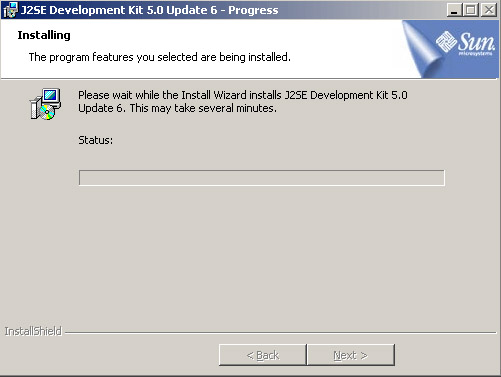 J2SE Development Kit 5.0 Update 6 - Progress
Installing
The program features you selected are being installed.
Sun
microsystems
Please wait while the Install Wizard installs J2SE Development Kit 5.0
Update 6. This may take several minutes.
Status:
InstallShield
< Back
Next >